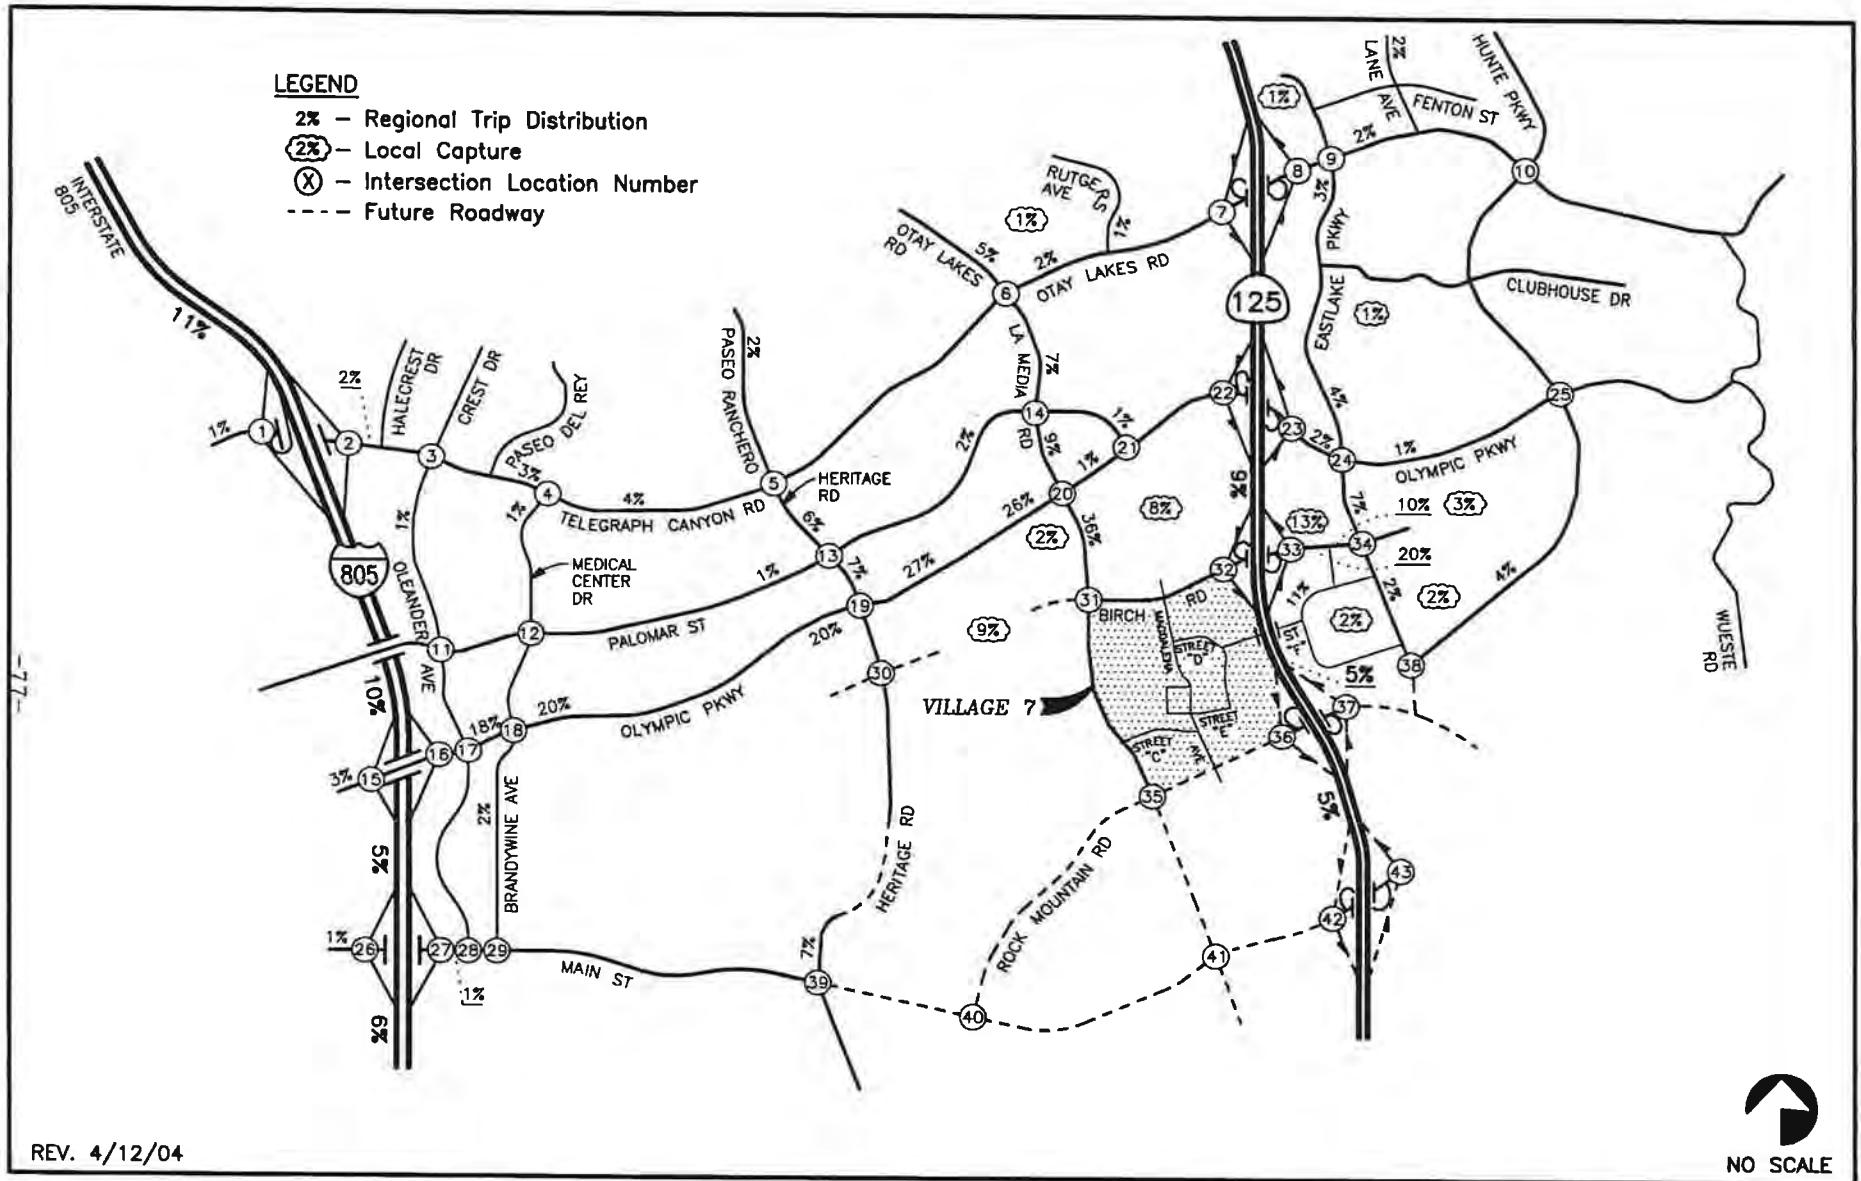 LEGEND
2% – Regional Trip Distribution
2% – Local Capture
X – Intersection Location Number
---- – Future Roadway
INTERSTATE
805
11%
1%
1
2%
2
HALECREST
DR
3
CREST DR
PASEO DEL REY
3%
4
1%
1%
4%
TELEGRAPH CANYON RD
PASEO RANCHERO
2%
5
HERITAGE
RD
6%
OTAY LAKES
RD
5%
6
1%
RUTGERS
AVE
1%
2%
OTAY LAKES RD
7
8
9
1%
2%
LANE
AVE
FENTON ST
2%
HUNTE PKWY
10
3%
EASTLAKE
PKWY
125
CLUBHOUSE DR
1%
4%
LA MEDIA
RD
7%
14
2%
9%
1%
21
1%
20
22
23
2%
24
1%
OLYMPIC PKWY
25
9%
7%
10%
3%
26%
36%
8%
2%
13%
33
34
20%
805
OLEANDER
AVE
MEDICAL
CENTER
DR
12
11
PALOMAR ST
1%
13
7%
27%
19
20%
30
9%
31
BIRCH
RD
32
11%
2%
2%
2%
4%
38
WUESTE
RD
MAGDALENA
AVE
STREET
"D"
STREET
"E"
STREET
"C"
VILLAGE 7
5%
36
37
10%
18%
20%
OLYMPIC PKWY
15
3%
16
17
18
5%
2%
BRANDYWINE AVE
HERITAGE RD
35
ROCK MOUNTAIN RD
5%
43
42
41
40
1%
26
27
28
29
1%
MAIN ST
7%
39
6%
-77-
REV. 4/12/04
NO SCALE